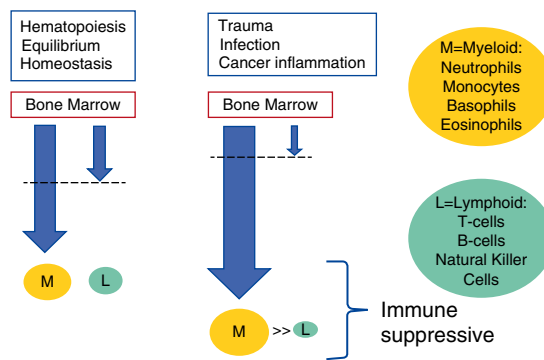 Hematopoiesis
Equilibrium
Homeostasis
Bone Marrow
M
L
Trauma
Infection
Cancer inflammation
Bone Marrow
M >> L
Immune
suppressive
M=Myeloid:
Neutrophils
Monocytes
Basophils
Eosinophils
L=Lymphoid:
T-cells
B-cells
Natural Killer
Cells